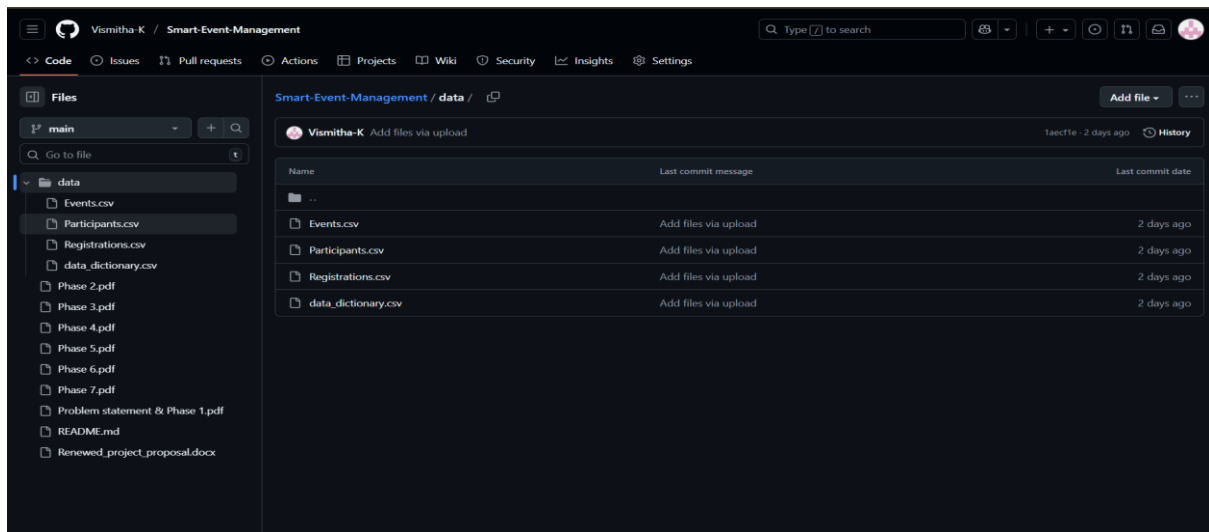 Vismitha-K / Smart-Event-Management
Type / to search
Code Issues Pull requests Actions Projects Wiki Security Insights Settings
Files
main
Go to file t
data
Events.csv
Participants.csv
Registrations.csv
data_dictionary.csv
Phase 2.pdf
Phase 3.pdf
Phase 4.pdf
Phase 5.pdf
Phase 6.pdf
Phase 7.pdf
Problem statement & Phase 1.pdf
README.md
Renewed_project_proposal.docx
Smart-Event-Management / data /
Add file
Vismitha-K Add files via upload
1aecf1e · 2 days ago History
Name Last commit message Last commit date
..
Events.csv Add files via upload 2 days ago
Participants.csv Add files via upload 2 days ago
Registrations.csv Add files via upload 2 days ago
data_dictionary.csv Add files via upload 2 days ago